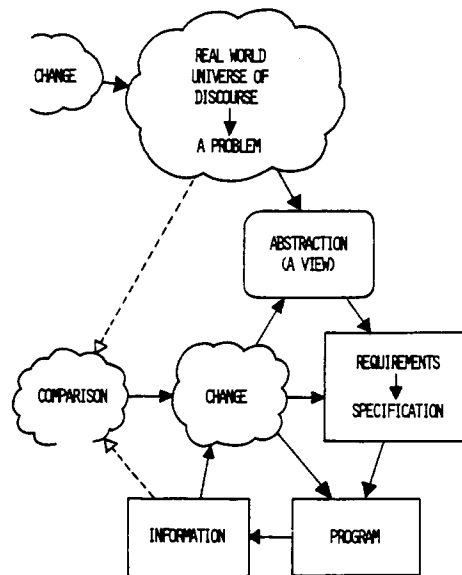 REAL WORLD
UNIVERSE OF
DISCOURSE
A PROBLEM
CHANGE
ABSTRACTION
(A VIEW)
REQUIREMENTS
SPECIFICATION
COMPARISON
CHANGE
INFORMATION
PROGRAM